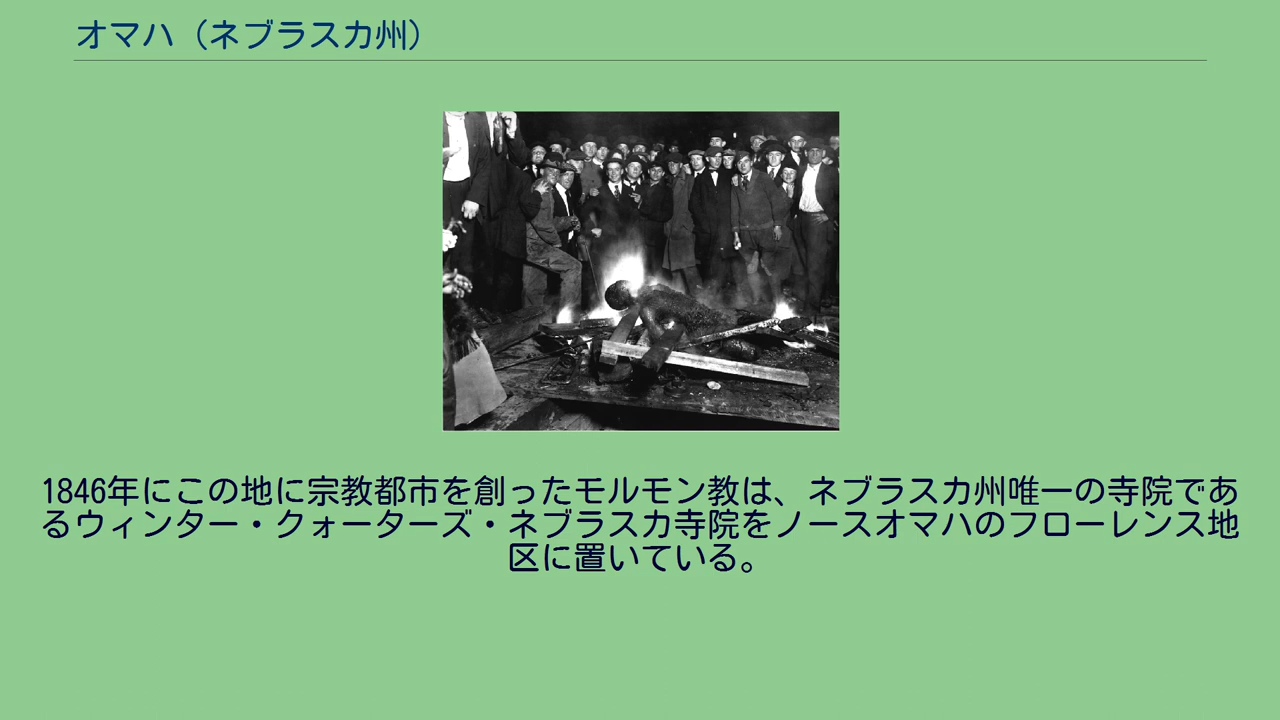 オマハ（ネブラスカ州）
1846年にこの地に宗教都市を創ったモルモン教は、ネブラスカ州唯一の寺院であ
るウィンター・クォーターズ・ネブラスカ寺院をノースオマハのフローレンス地
区に置いている。